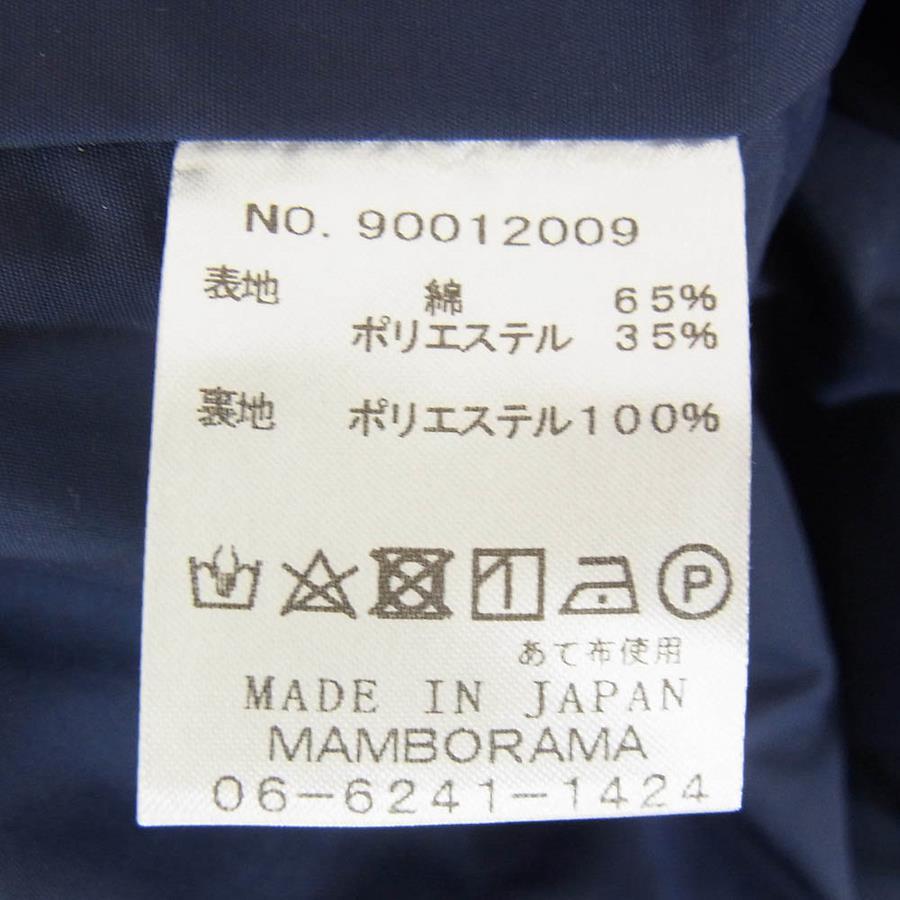 NO. 90012009
表地 綿 65%
ポリエステル 35%
裏地 ポリエステル100%
P
あて布使用
MADE IN JAPAN
MAMBORAMA
06-6241-1424